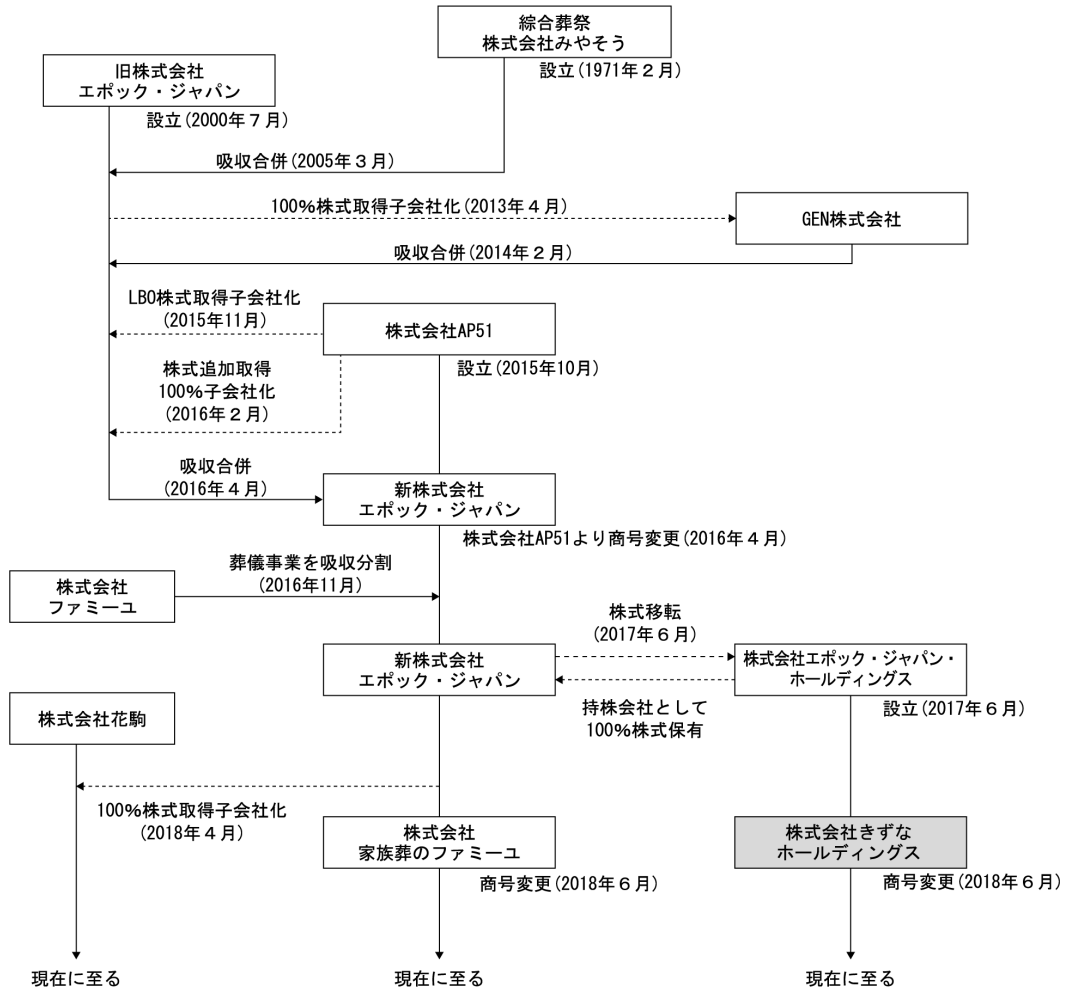 綜合葬祭
株式会社みやそう
設立(1971年2月)
旧株式会社
エポック・ジャパン
設立(2000年7月)
吸収合併(2005年3月)
100%株式取得子会社化(2013年4月)
GEN株式会社
吸収合併(2014年2月)
LBO株式取得子会社化
(2015年11月)
株式会社AP51
設立(2015年10月)
株式追加取得
100%子会社化
(2016年2月)
吸収合併
(2016年4月)
新株式会社
エポック・ジャパン
株式会社AP51より商号変更(2016年4月)
葬儀事業を吸収分割
(2016年11月)
株式会社
ファミーユ
株式移転
(2017年6月)
新株式会社
エポック・ジャパン
株式会社エポック・ジャパン・
ホールディングス
設立(2017年6月)
持株会社として
100%株式保有
株式会社花駒
100%株式取得子会社化
(2018年4月)
株式会社
家族葬のファミーユ
商号変更(2018年6月)
株式会社きずな
ホールディングス
商号変更(2018年6月)
現在に至る
現在に至る
現在に至る